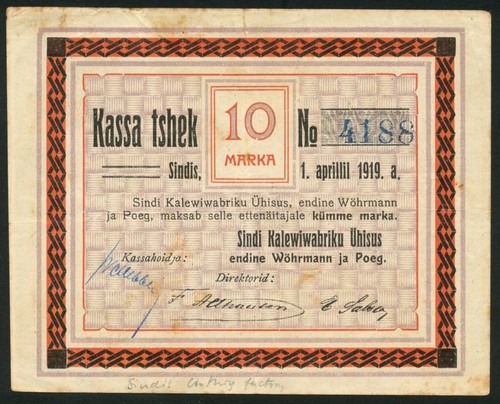 Kassa tshek 10 MARKA No 4188
Sindis, 1. aprillil 1919. a.
Sindi Kalewiwabriku Ühisus, endine Wöhrmann
ja Poeg, maksab selle ettenäitajale kümme marka.
Sindi Kalewiwabriku Ühisus
endine Wöhrmann ja Poeg.
Kassahoidja:
Direktorid:
Sindi: